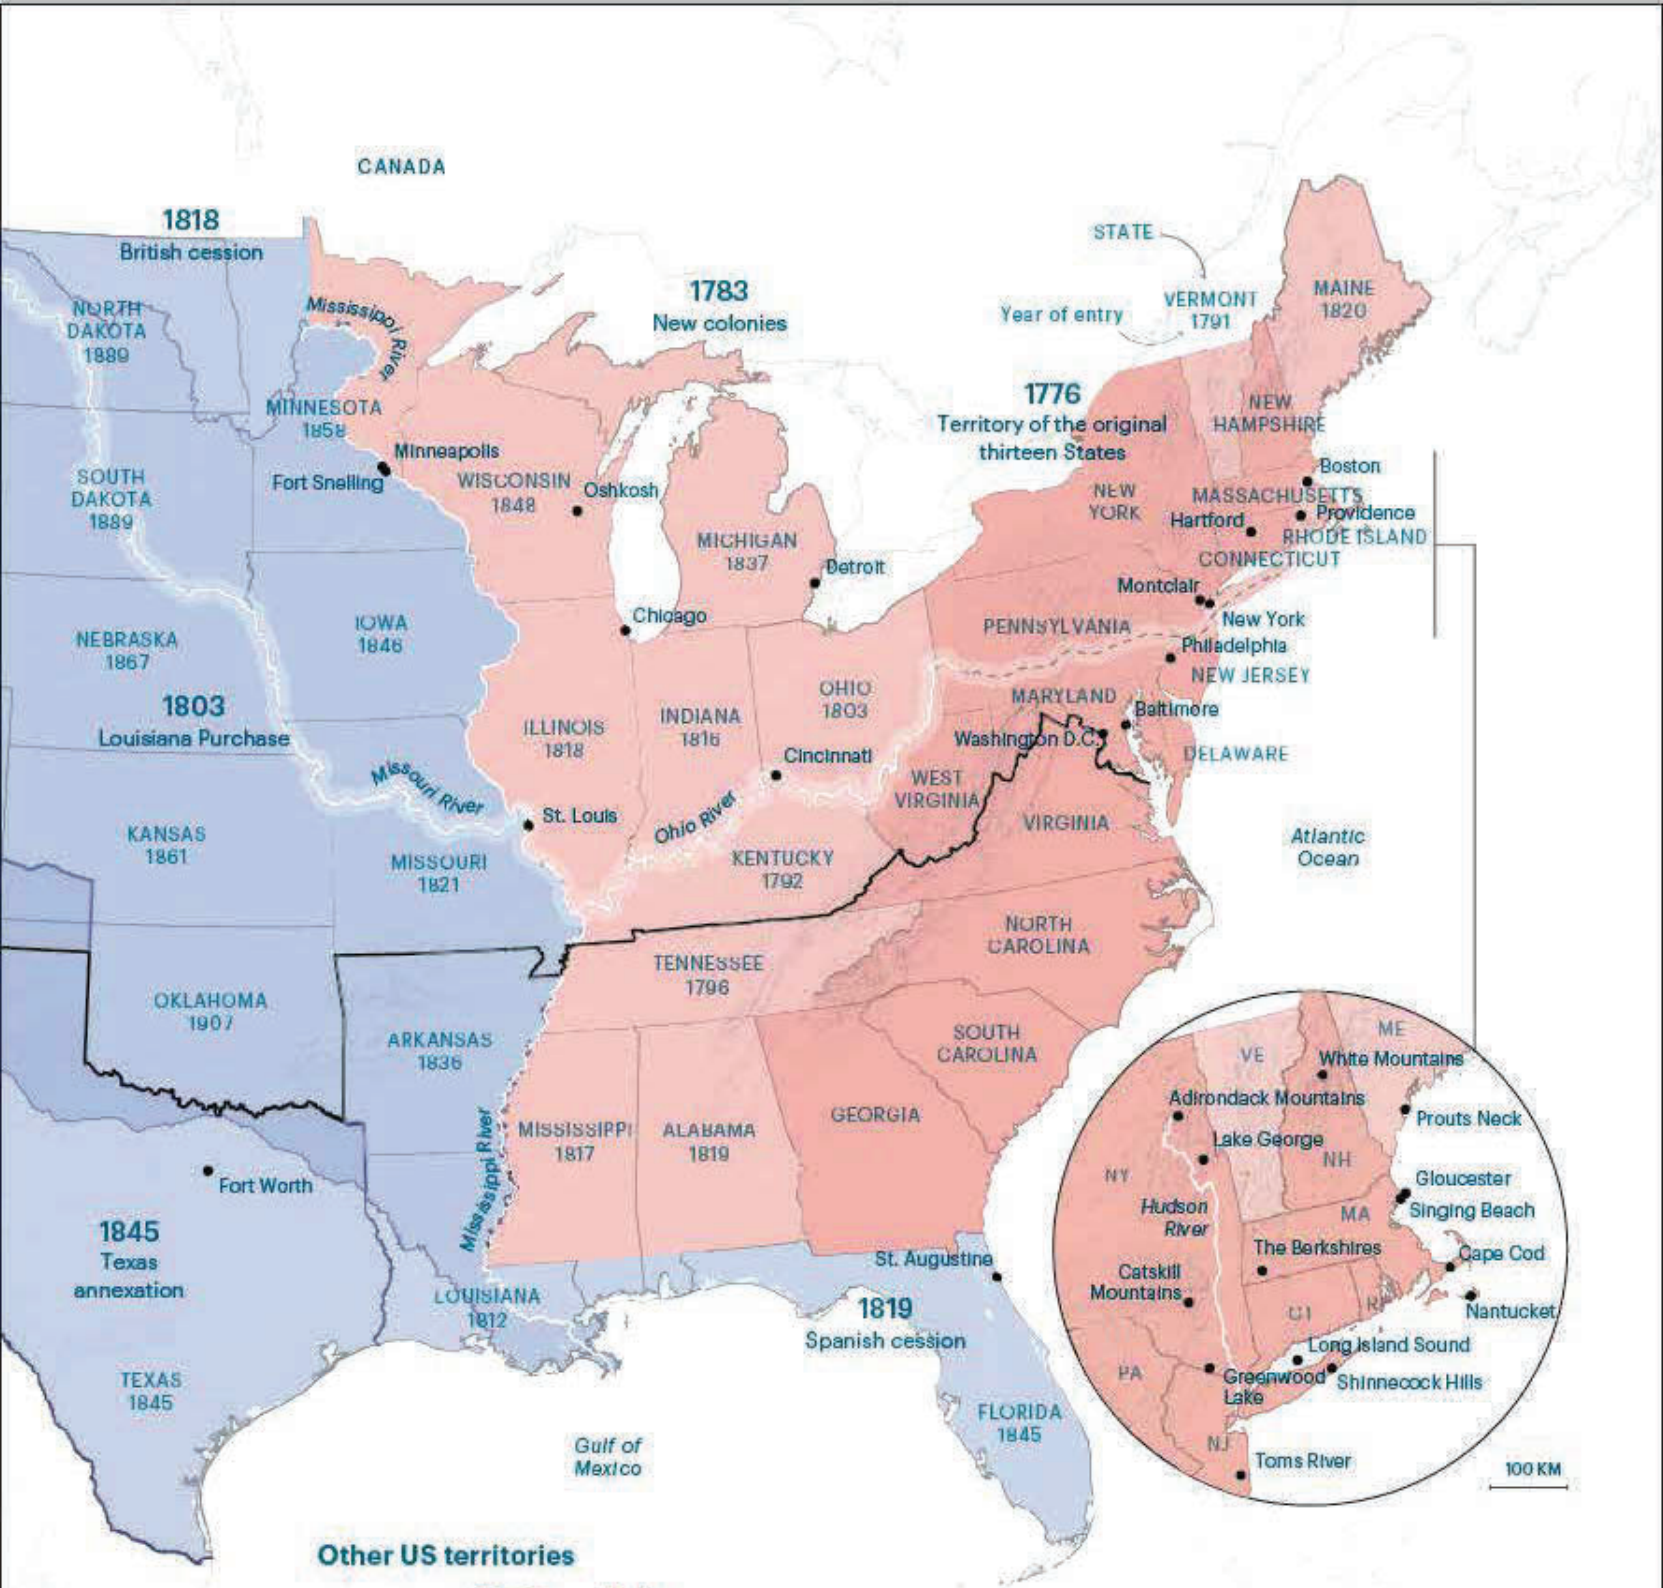 CANADA
1818
British cession
STATE
1783
New colonies
VERMONT
1791
MAINE
1820
Year of entry
NORTH
DAKOTA
1889
Mississippi River
1776
Territory of the original
thirteen States
NEW
HAMPSHIRE
MINNESOTA
1858
Minneapolis
Fort Snelling
WISCONSIN
1848
Oshkosh
SOUTH
DAKOTA
1889
Boston
NEW
YORK
MASSACHUSETTS
Hartford
Providence
RHODE ISLAND
CONNECTICUT
MICHIGAN
1837
Detroit
Montclair
New York
Chicago
IOWA
1846
NEBRASKA
1867
PENNSYLVANIA
Philadelphia
NEW JERSEY
1803
Louisiana Purchase
OHIO
1803
MARYLAND
Baltimore
ILLINOIS
1818
INDIANA
1816
Washington D.C.
DELAWARE
Cincinnati
Missouri River
WEST
VIRGINIA
Ohio River
St. Louis
VIRGINIA
KANSAS
1861
MISSOURI
1821
KENTUCKY
1792
Atlantic
Ocean
NORTH
CAROLINA
TENNESSEE
1796
OKLAHOMA
1907
ARKANSAS
1836
SOUTH
CAROLINA
Mississippi River
MISSISSIPPI
1817
ALABAMA
1819
GEORGIA
Fort Worth
1845
Texas
annexation
LOUISIANA
1812
St. Augustine
1819
Spanish cession
TEXAS
1845
FLORIDA
1845
Gulf of
Mexico
ME
VE
White Mountains
Adirondack Mountains
Prouts Neck
Lake George
NH
NY
Gloucester
Hudson
River
MA
Singing Beach
The Berkshires
Cape Cod
Catskill
Mountains
CT
Nantucket
Long Island Sound
PA
Greenwood
Lake
Shinnecock Hills
NJ
Toms River
100 KM
Other US territories